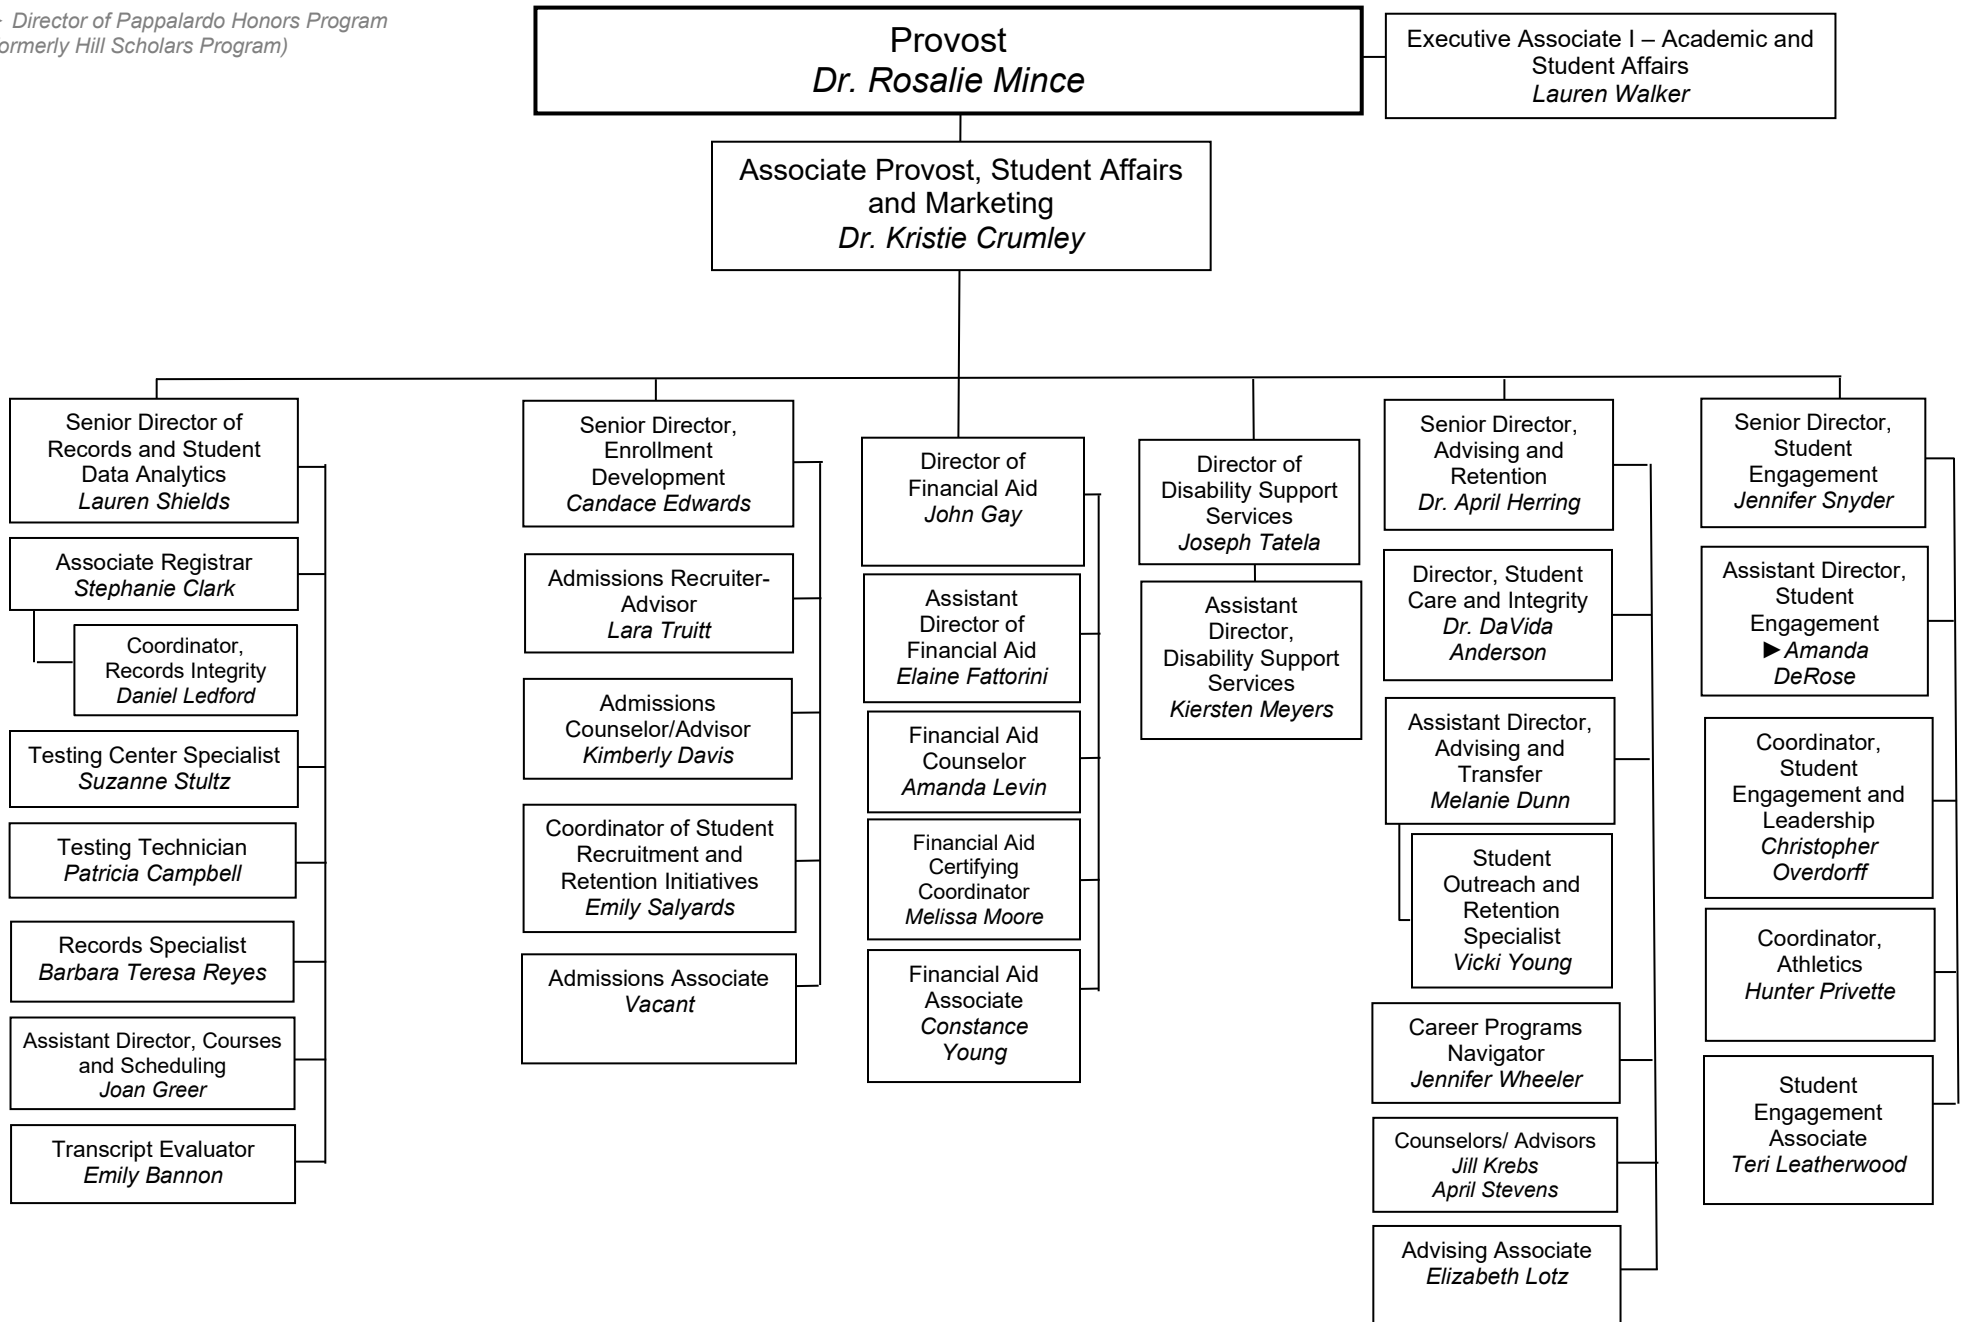 Director of Pappalardo Honors Program
ormerly Hill Scholars Program)
Provost
Dr. Rosalie Mince
Executive Associate I – Academic and
Student Affairs
Lauren Walker
Associate Provost, Student Affairs
and Marketing
Dr. Kristie Crumley
Senior Director of
Records and Student
Data Analytics
Lauren Shields
Associate Registrar
Stephanie Clark
Coordinator,
Records Integrity
Daniel Ledford
Testing Center Specialist
Suzanne Stultz
Testing Technician
Patricia Campbell
Records Specialist
Barbara Teresa Reyes
Assistant Director, Courses
and Scheduling
Joan Greer
Transcript Evaluator
Emily Bannon
Senior Director,
Enrollment
Development
Candace Edwards
Admissions Recruiter-
Advisor
Lara Truitt
Admissions
Counselor/Advisor
Kimberly Davis
Coordinator of Student
Recruitment and
Retention Initiatives
Emily Salyards
Admissions Associate
Vacant
Director of
Financial Aid
John Gay
Assistant
Director of
Financial Aid
Elaine Fattorini
Financial Aid
Counselor
Amanda Levin
Financial Aid
Certifying
Coordinator
Melissa Moore
Financial Aid
Associate
Constance
Young
Director of
Disability Support
Services
Joseph Tatela
Assistant
Director,
Disability Support
Services
Kiersten Meyers
Senior Director,
Advising and
Retention
Dr. April Herring
Director, Student
Care and Integrity
Dr. DaVida
Anderson
Assistant Director,
Advising and
Transfer
Melanie Dunn
Student
Outreach and
Retention
Specialist
Vicki Young
Career Programs
Navigator
Jennifer Wheeler
Counselors/ Advisors
Jill Krebs
April Stevens
Advising Associate
Elizabeth Lotz
Senior Director,
Student
Engagement
Jennifer Snyder
Assistant Director,
Student
Engagement
►Amanda
DeRose
Coordinator,
Student
Engagement and
Leadership
Christopher
Overdorff
Coordinator,
Athletics
Hunter Privette
Student
Engagement
Associate
Teri Leatherwood